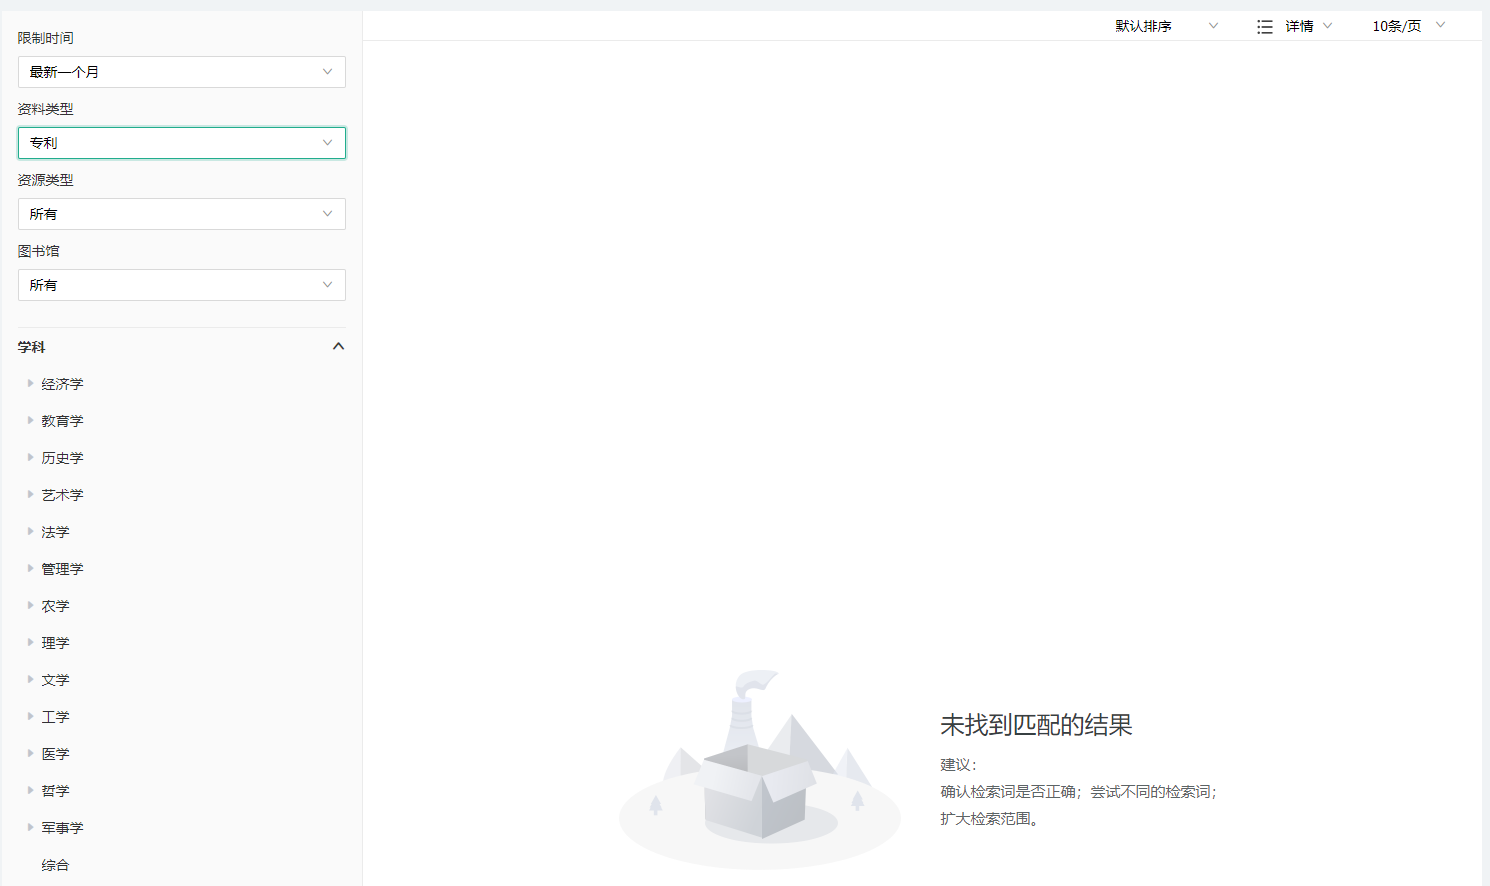 限制时间
最新一个月
资料类型
专利
资源类型
所有
图书馆
所有
学科
经济学
教育学
历史学
艺术学
法学
管理学
农学
理学
文学
工学
医学
哲学
军事学
综合
默认排序 详情 10条/页
未找到匹配的结果
建议：
确认检索词是否正确；尝试不同的检索词；
扩大检索范围。